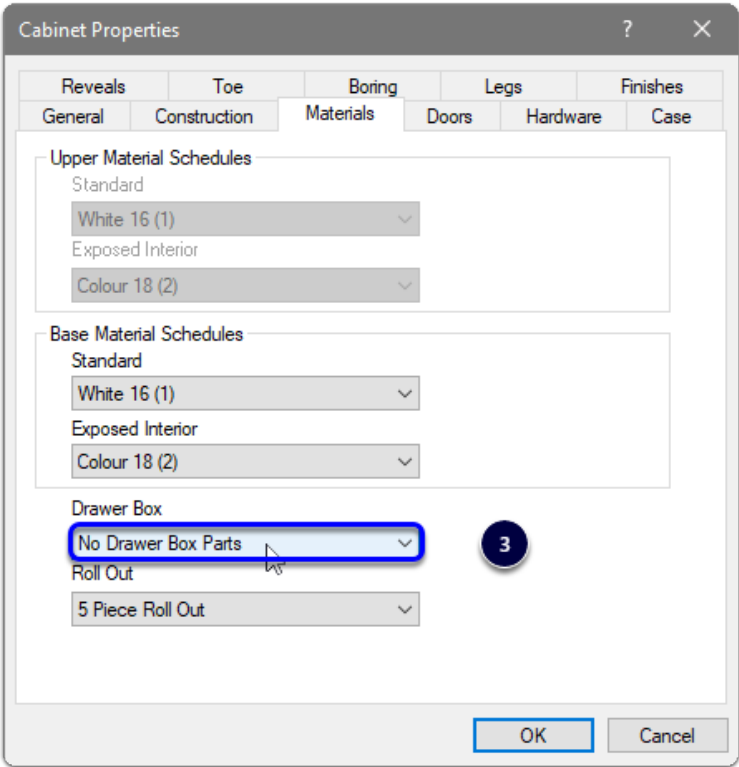 Cabinet Properties ? ×
Reveals Toe Boring Legs Finishes
General Construction Materials Doors Hardware Case
Upper Material Schedules
Standard
White 16 (1)
Exposed Interior
Colour 18 (2)
Base Material Schedules
Standard
White 16 (1)
Exposed Interior
Colour 18 (2)
Drawer Box
No Drawer Box Parts
3
Roll Out
5 Piece Roll Out
OK Cancel